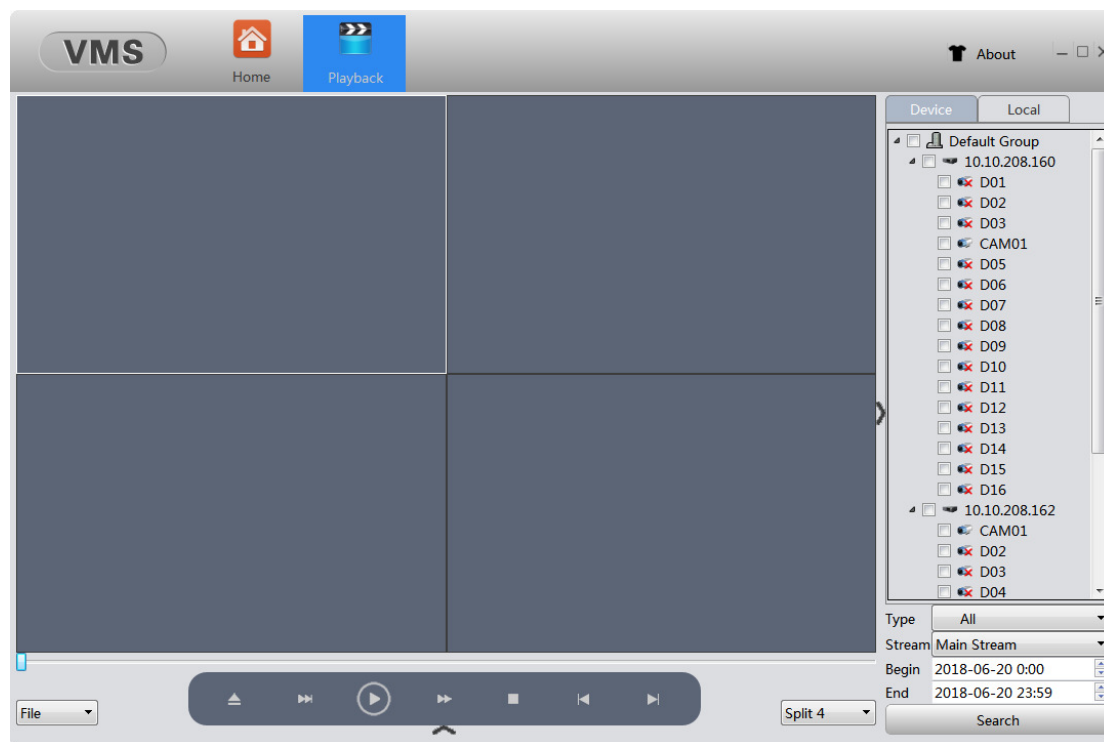 VMS
Home
Playback
About
Device
Local
Default Group
10.10.208.160
D01
D02
D03
CAM01
D05
D06
D07
D08
D09
D10
D11
D12
D13
D14
D15
D16
10.10.208.162
CAM01
D02
D03
D04
Type All
Stream Main Stream
Begin 2018-06-20 0:00
End 2018-06-20 23:59
Search
File
Split 4